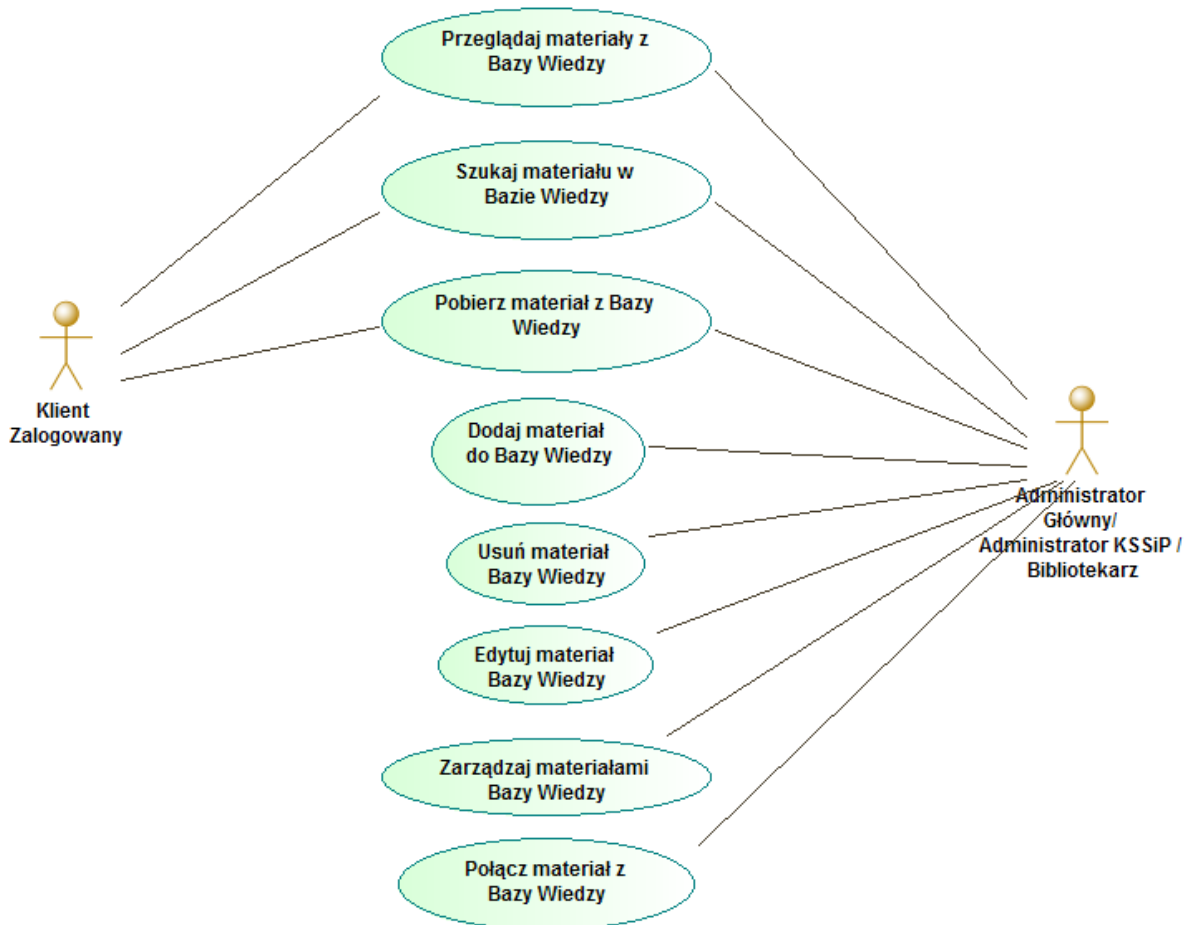 Przeglądaj materiały z
Bazy Wiedzy
Szukaj materiału w
Bazie Wiedzy
Pobierz materiał z Bazy
Wiedzy
Klient
Zalogowany
Dodaj materiał
do Bazy Wiedzy
Administrator
Główny/
Administrator KSSiP /
Bibliotekarz
Usuń materiał
Bazy Wiedzy
Edytuj materiał
Bazy Wiedzy
Zarządzaj materiałami
Bazy Wiedzy
Połącz materiał z
Bazy Wiedzy